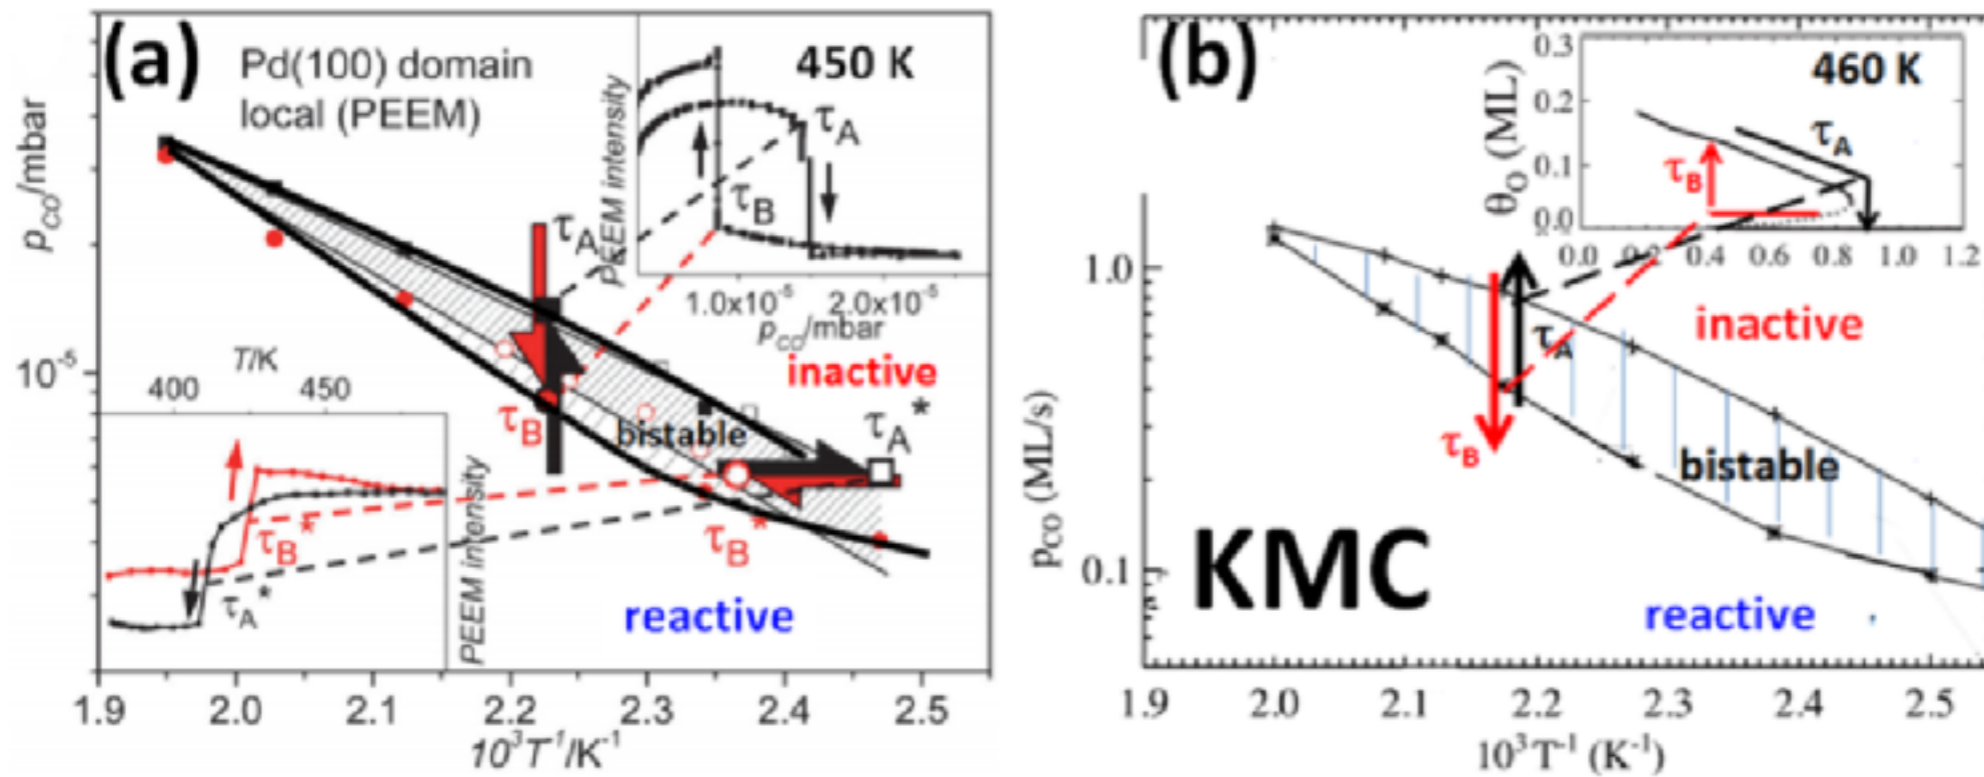 (a)
Pd(100) domain
local (PEEM)
450 K
PEEM intensity
τA
τB
1.0x10-5
2.0x10-5
pCO/mbar
pCO/mbar
10-5
τA
τB
inactive
bistable
τA*
τB*
reactive
T/K
400
450
τB*
τA*
PEEM intensity
1.9
2.0
2.1
2.2
2.3
2.4
2.5
10³T-1/K-1
(b)
0.3
0.2
0.1
0.0
θO (ML)
460 K
τA
τB
0.0
0.2
0.4
0.6
0.8
1.0
1.2
1.0
0.1
pCO (ML/s)
inactive
τA
τB
bistable
KMC
reactive
1.9
2.0
2.1
2.2
2.3
2.4
2.5
10³T-1 (K-1)